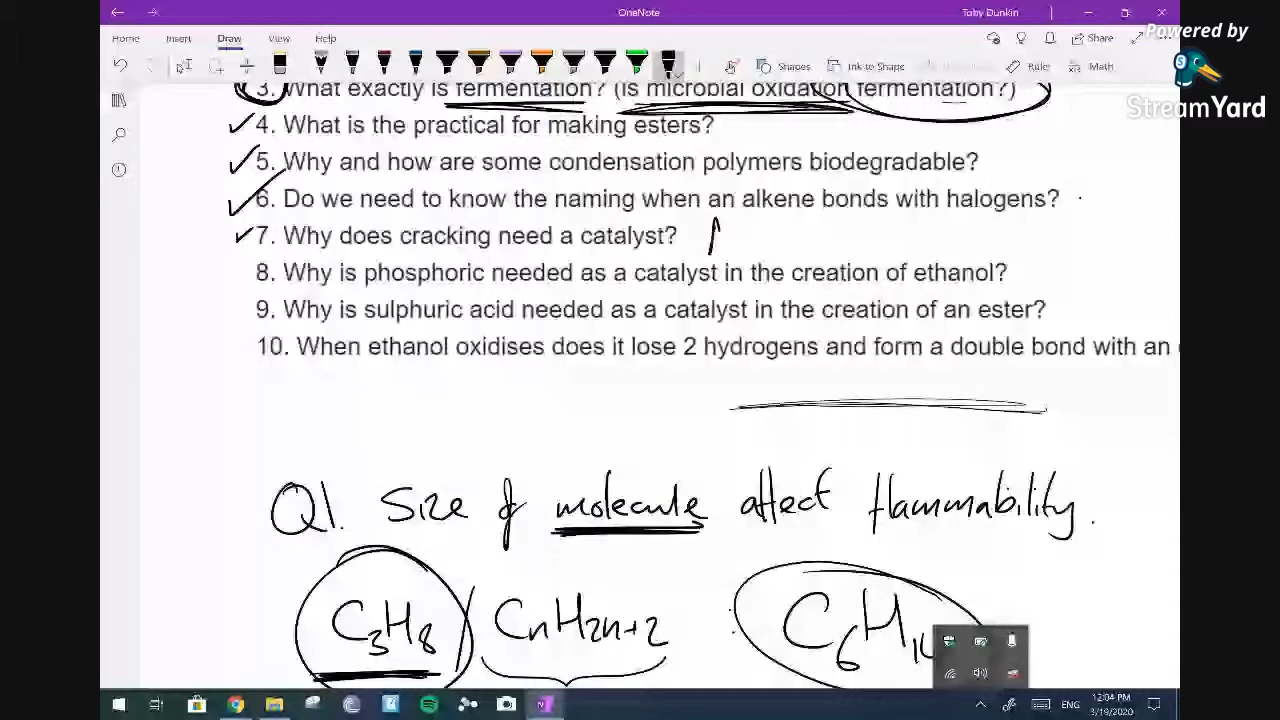 OneNote
Toby Dunkin
Powered by
StreamYard
Home Insert Draw View Help
Share
Shapes Ink to Shape Ruler Math
3. What exactly is fermentation? (Is microbial oxidation fermentation?)
4. What is the practical for making esters?
5. Why and how are some condensation polymers biodegradable?
6. Do we need to know the naming when an alkene bonds with halogens?
7. Why does cracking need a catalyst?
8. Why is phosphoric needed as a catalyst in the creation of ethanol?
9. Why is sulphuric acid needed as a catalyst in the creation of an ester?
10. When ethanol oxidises does it lose 2 hydrogens and form a double bond with an
Q1. Size of molecule affect flammability.
C3H8 CnH2n+2 C6H1
ENG
12:04 PM
3/19/2020